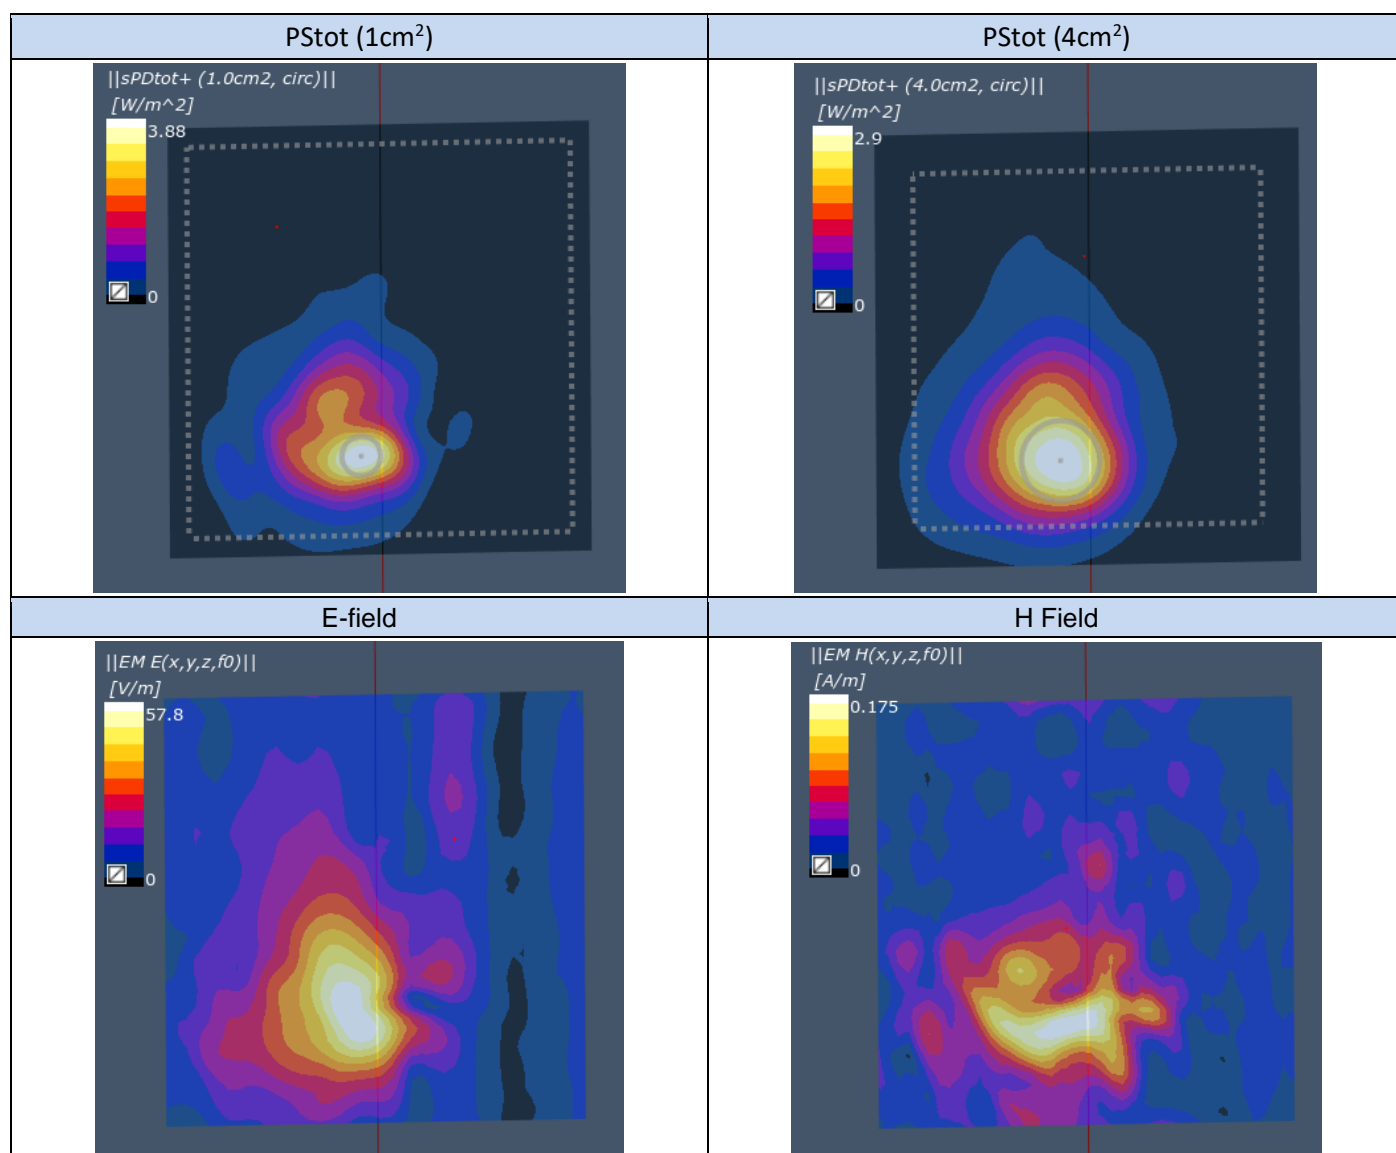 PStot (1cm²)
PStot (4cm²)
||sPDtot+ (1.0cm2, circ)||
[W/m^2]
3.88
0
||sPDtot+ (4.0cm2, circ)||
[W/m^2]
2.9
0
E-field
H Field
||EM E(x,y,z,f0)||
[V/m]
57.8
0
||EM H(x,y,z,f0)||
[A/m]
0.175
0